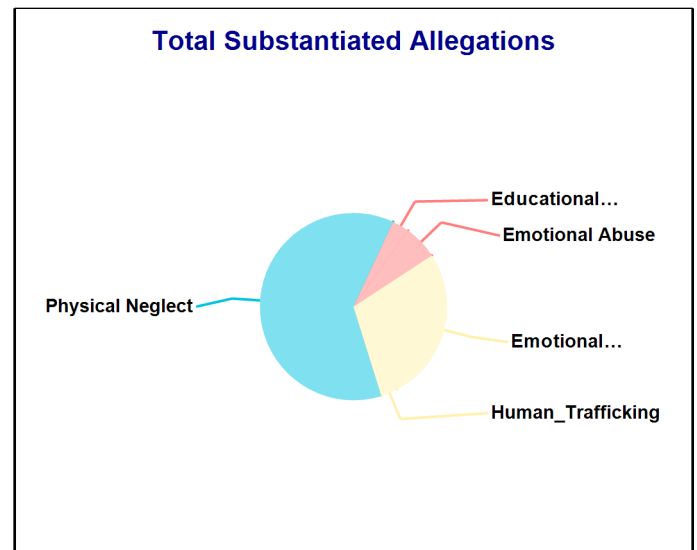 Total Substantiated Allegations
Educational…
Emotional Abuse
Physical Neglect
Emotional…
Human_Trafficking